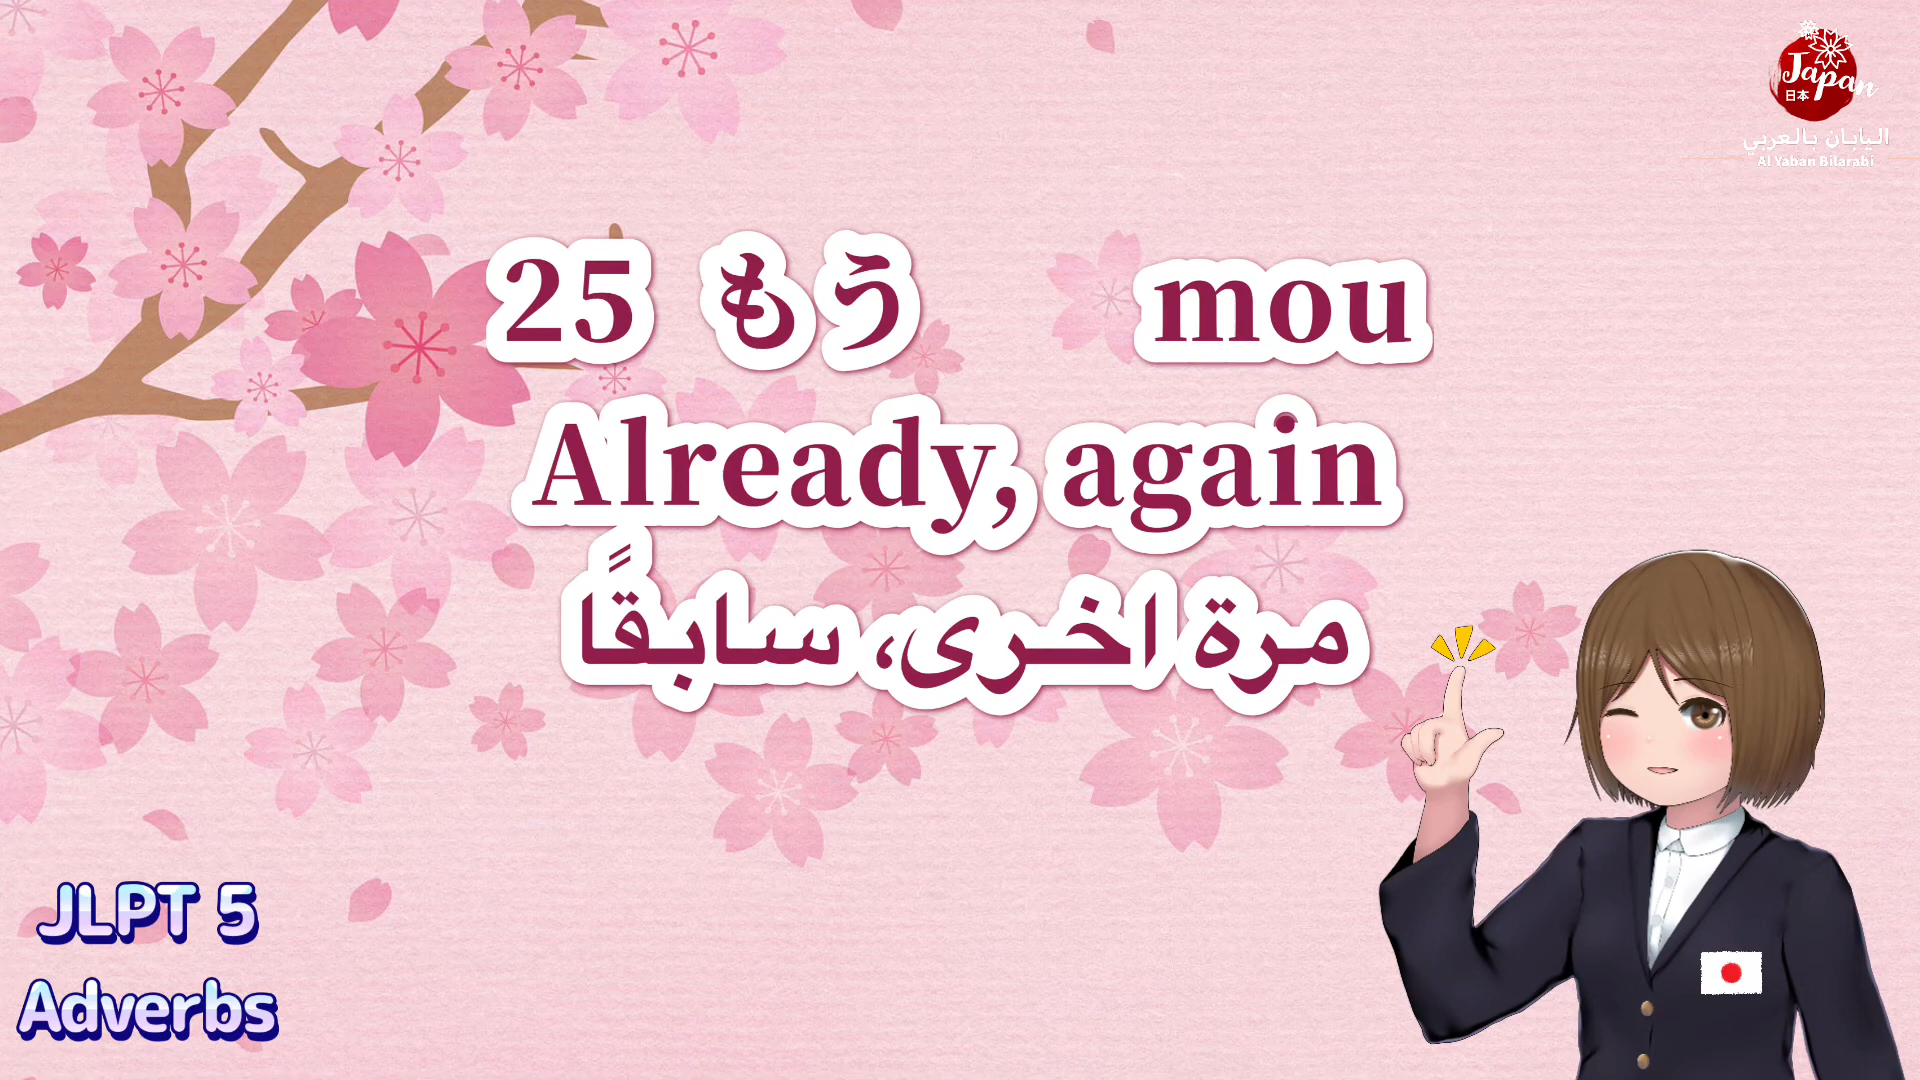 Japan
日本
اليابان بالعربي
Al Yaban Bilarabi
25 もう mou
Already, again
مرة اخرى، سابقًا
JLPT 5
Adverbs